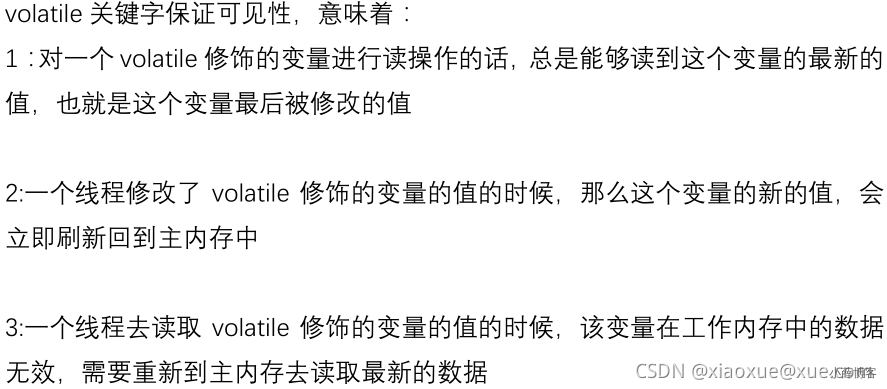 volatile 关键字保证可见性，意味着：
1：对一个 volatile 修饰的变量进行读操作的话，总是能够读到这个变量的最新的
值，也就是这个变量最后被修改的值
2:一个线程修改了 volatile 修饰的变量的值的时候，那么这个变量的新的值，会
立即刷新回到主内存中
3:一个线程去读取 volatile 修饰的变量的值的时候，该变量在工作内存中的数据
无效，需要重新到主内存去读取最新的数据
CSDN @xiaoxue@xue